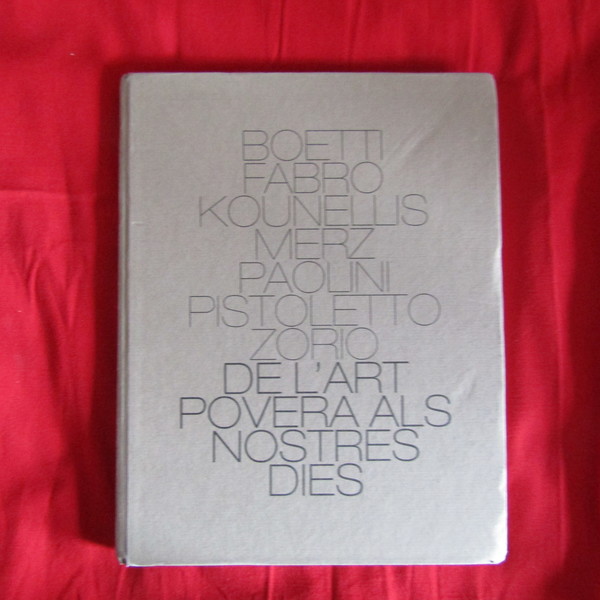 BOETTI
FABRO
KOUNELLIS
MERZ
PAOLINI
PISTOLETTO
ZORIO
DE L'ART
POVERA ALS
NOSTRES
DIES